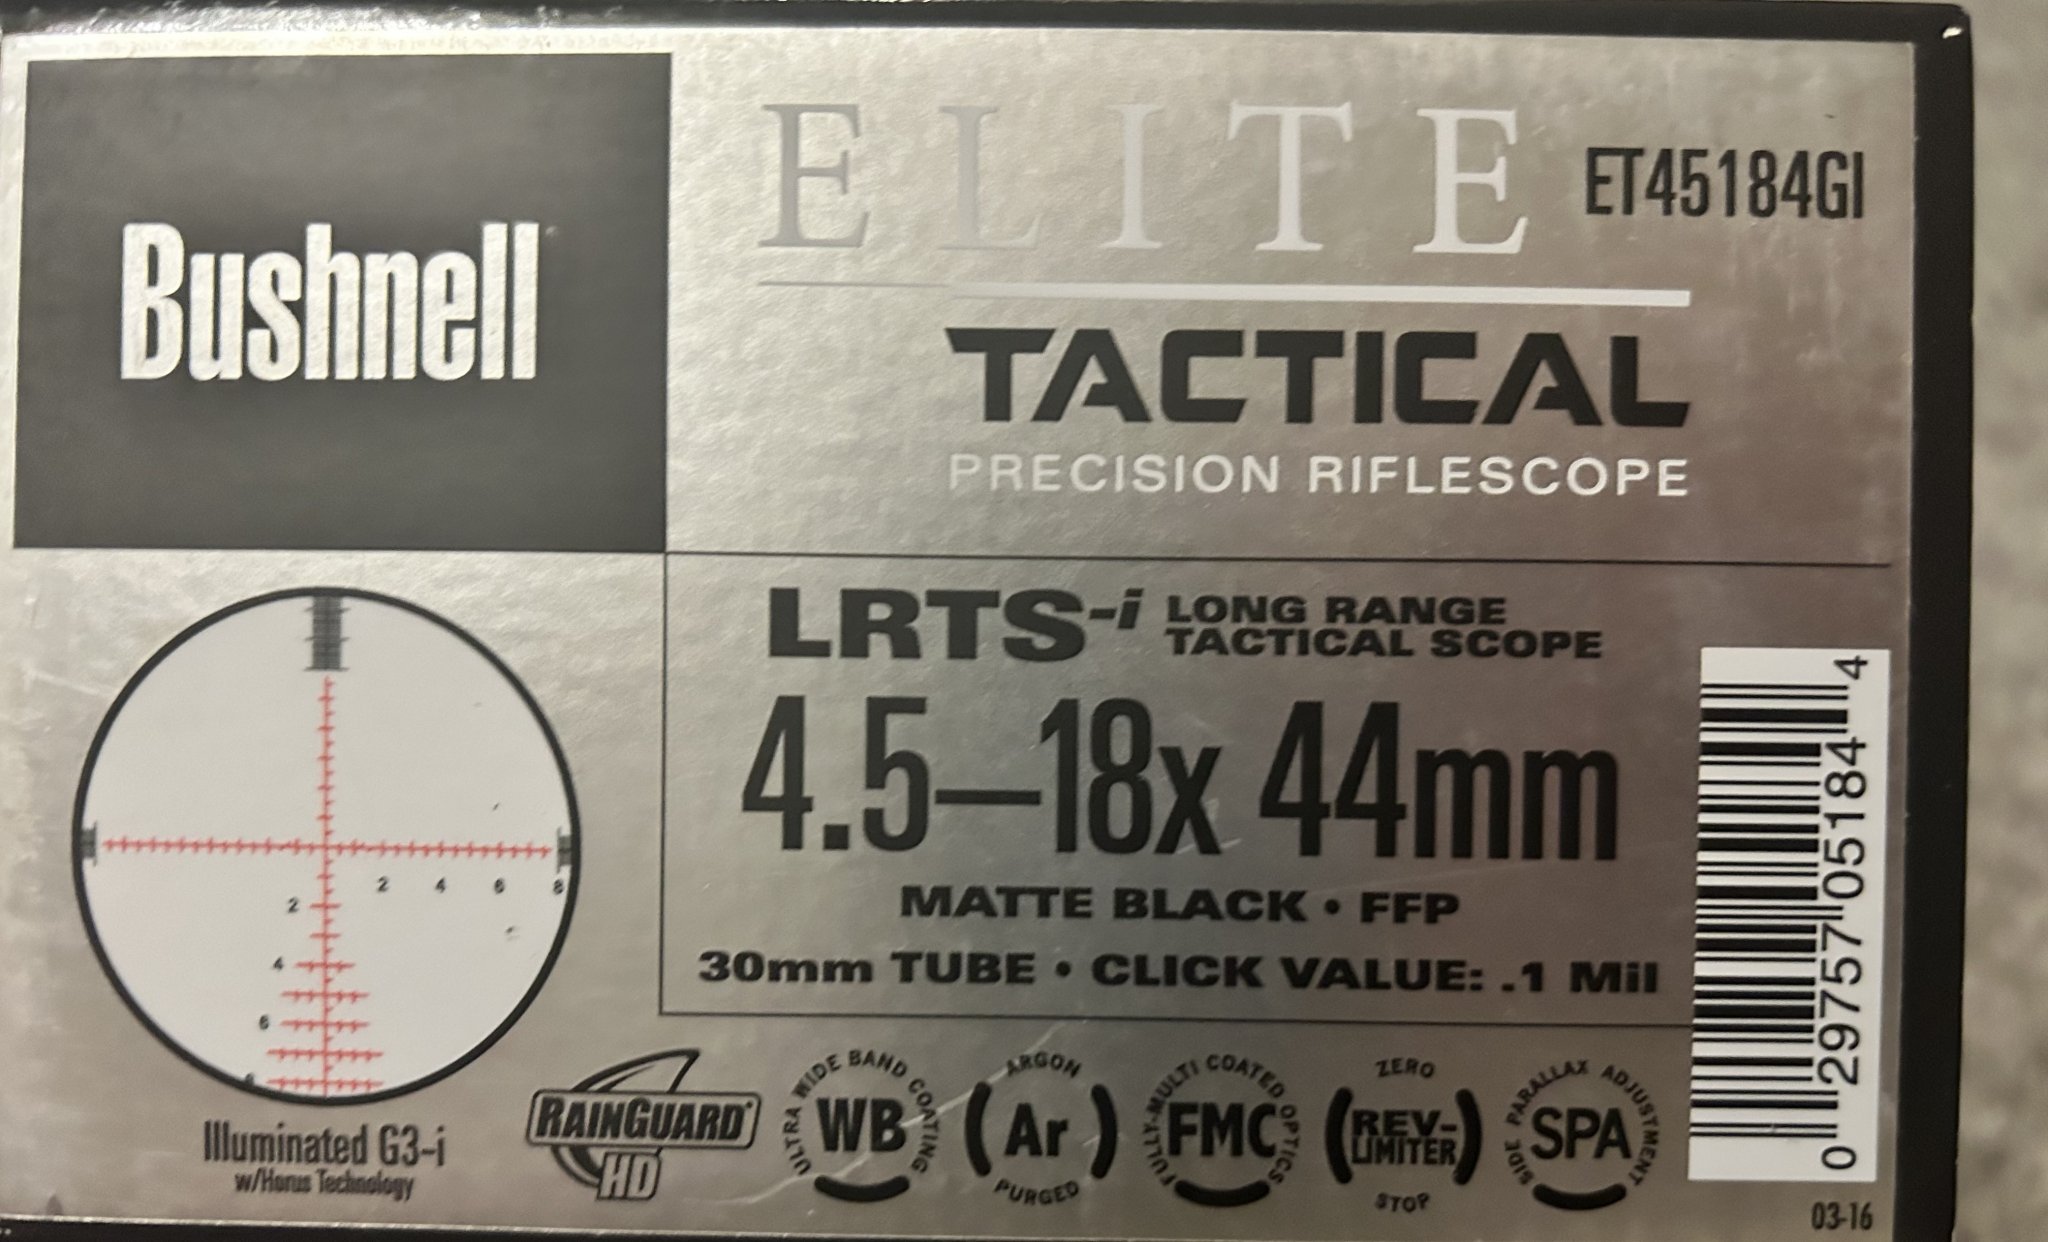 Bushnell
ELITE
ET45184GI
TACTICAL
PRECISION RIFLESCOPE
LRTS-i LONG RANGE
TACTICAL SCOPE
4.5—18x 44mm
MATTE BLACK • FFP
30mm TUBE • CLICK VALUE: .1 Mil
2 4 6 8
2
4
6
Illuminated G3-i
w/Horus Technology
RAINGUARD
HD
ULTRA WIDE BAND COATING
WB
ARGON
Ar
PURGED
FULLY-MULTI COATED OPTICS
FMC
ZERO
REV-
LIMITER
STOP
SIDE PARALLAX ADJUSTMENT
SPA
0 29757 05184 4
03-16